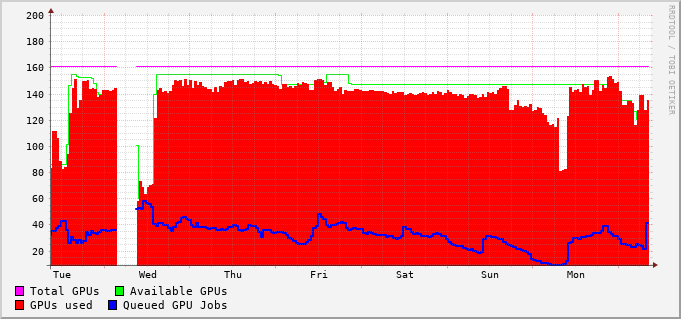 200
180
160
140
120
100
80
60
40
20
Tue Wed Thu Fri Sat Sun Mon
Total GPUs Available GPUs
GPUs used Queued GPU Jobs
RRDTOOL / TOBI OETIKER